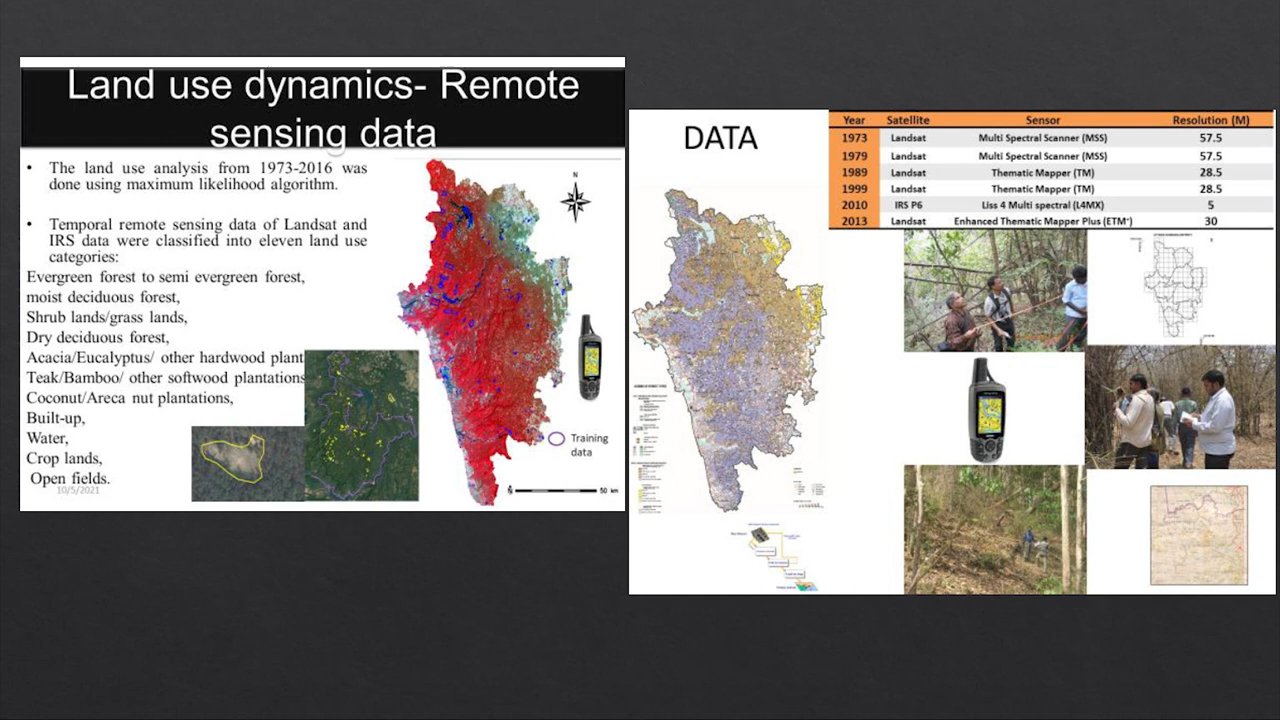 Land use dynamics- Remote
sensing data
• The land use analysis from 1973-2016 was
done using maximum likelihood algorithm.
• Temporal remote sensing data of Landsat and
IRS data were classified into eleven land use
categories:
Evergreen forest to semi evergreen forest,
moist deciduous forest,
Shrub lands/grass lands,
Dry deciduous forest,
Acacia/Eucalyptus/ other hardwood plant
Teak/Bamboo/ other softwood plantations
Coconut/Areca nut plantations,
Built-up,
Water,
Crop lands,
Open fields.
10/5/2021
N
Training
data
50 km
DATA
Year Satellite Sensor Resolution (M)
1973 Landsat Multi Spectral Scanner (MSS) 57.5
1979 Landsat Multi Spectral Scanner (MSS) 57.5
1989 Landsat Thematic Mapper (TM) 28.5
1999 Landsat Thematic Mapper (TM) 28.5
2010 IRS P6 Liss 4 Multi spectral (L4MX) 5
2013 Landsat Enhanced Thematic Mapper Plus (ETM+) 30